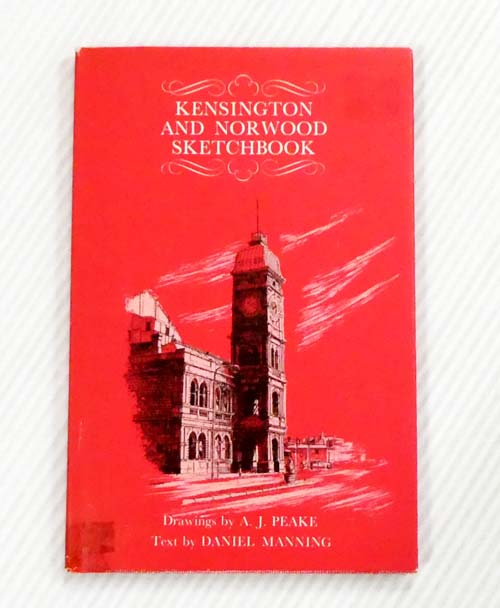 KENSINGTON
AND NORWOOD
SKETCHBOOK
Drawings by A. J. PEAKE
Text by DANIEL MANNING